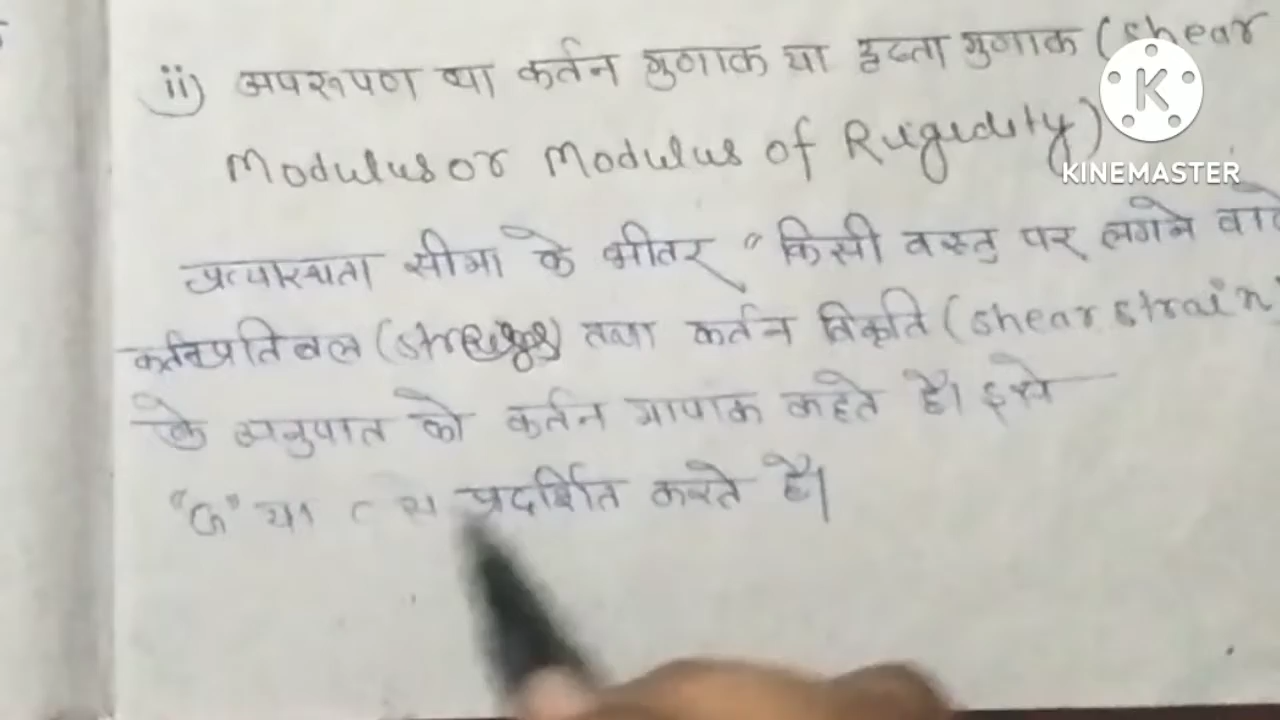 ii) अपरूपण या कर्तन गुणांक या दृढ़ता गुणांक (Shear
Modulus or Modulus of Rigidity)
KINEMASTER
प्रत्यास्थता सीमा के भीतर "किसी वस्तु पर लगने वाले
कर्तन प्रतिबल (stress) तथा कर्तन विकृति (shear strain)
के अनुपात को कर्तन मापांक कहते हैं। इसे
"G" या C से प्रदर्शित करते हैं।